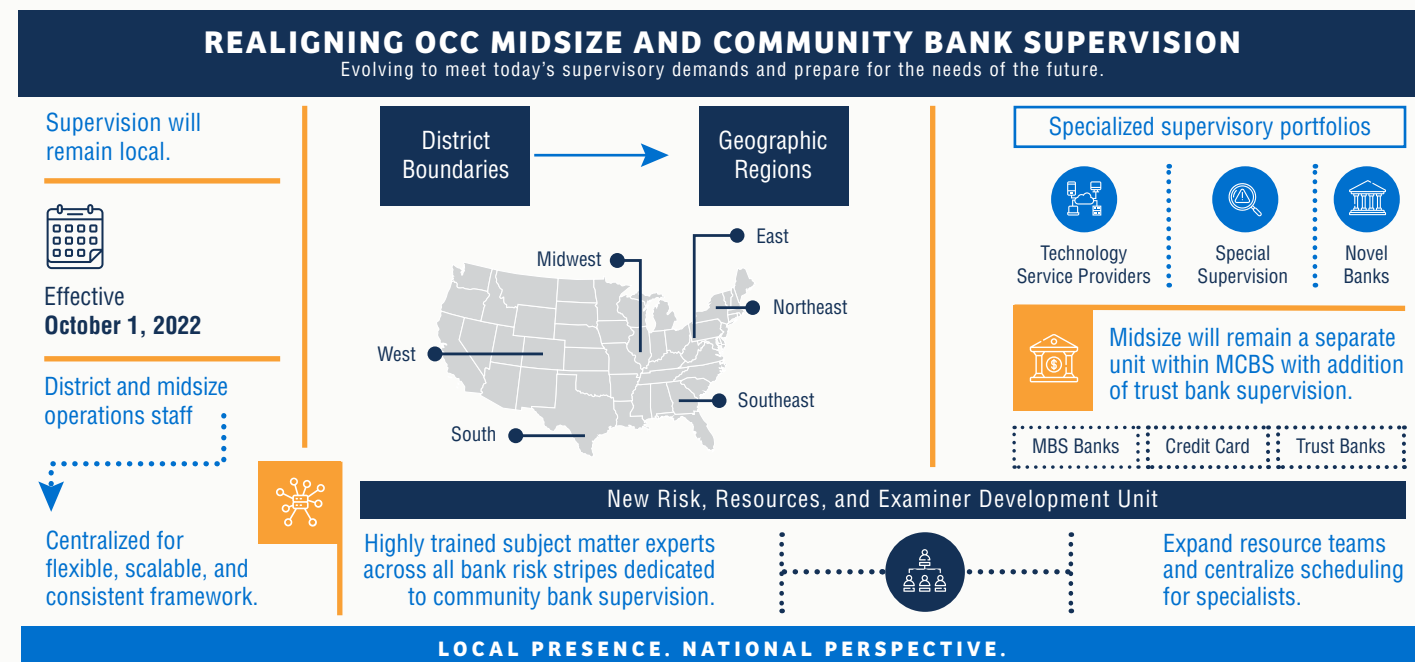 REALIGNING OCC MIDSIZE AND COMMUNITY BANK SUPERVISION
Evolving to meet today's supervisory demands and prepare for the needs of the future.
Supervision will
remain local.
Effective
October 1, 2022
District and midsize
operations staff
Centralized for
flexible, scalable, and
consistent framework.
District
Boundaries
Geographic
Regions
East
Midwest
Northeast
West
Southeast
South
Specialized supervisory portfolios
Technology
Service Providers
Special
Supervision
Novel
Banks
Midsize will remain a separate
unit within MCBS with addition
of trust bank supervision.
MBS Banks
Credit Card
Trust Banks
New Risk, Resources, and Examiner Development Unit
Highly trained subject matter experts
across all bank risk stripes dedicated
to community bank supervision.
Expand resource teams
and centralize scheduling
for specialists.
LOCAL PRESENCE. NATIONAL PERSPECTIVE.